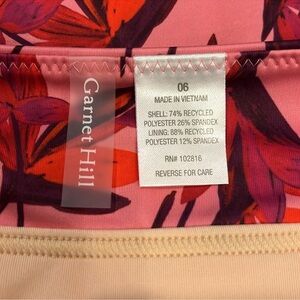 Garnet Hill
06
MADE IN VIETNAM
SHELL: 74% RECYCLED
POLYESTER 26% SPANDEX
LINING: 88% RECYCLED
POLYESTER 12% SPANDEX
RN# 102816
REVERSE FOR CARE